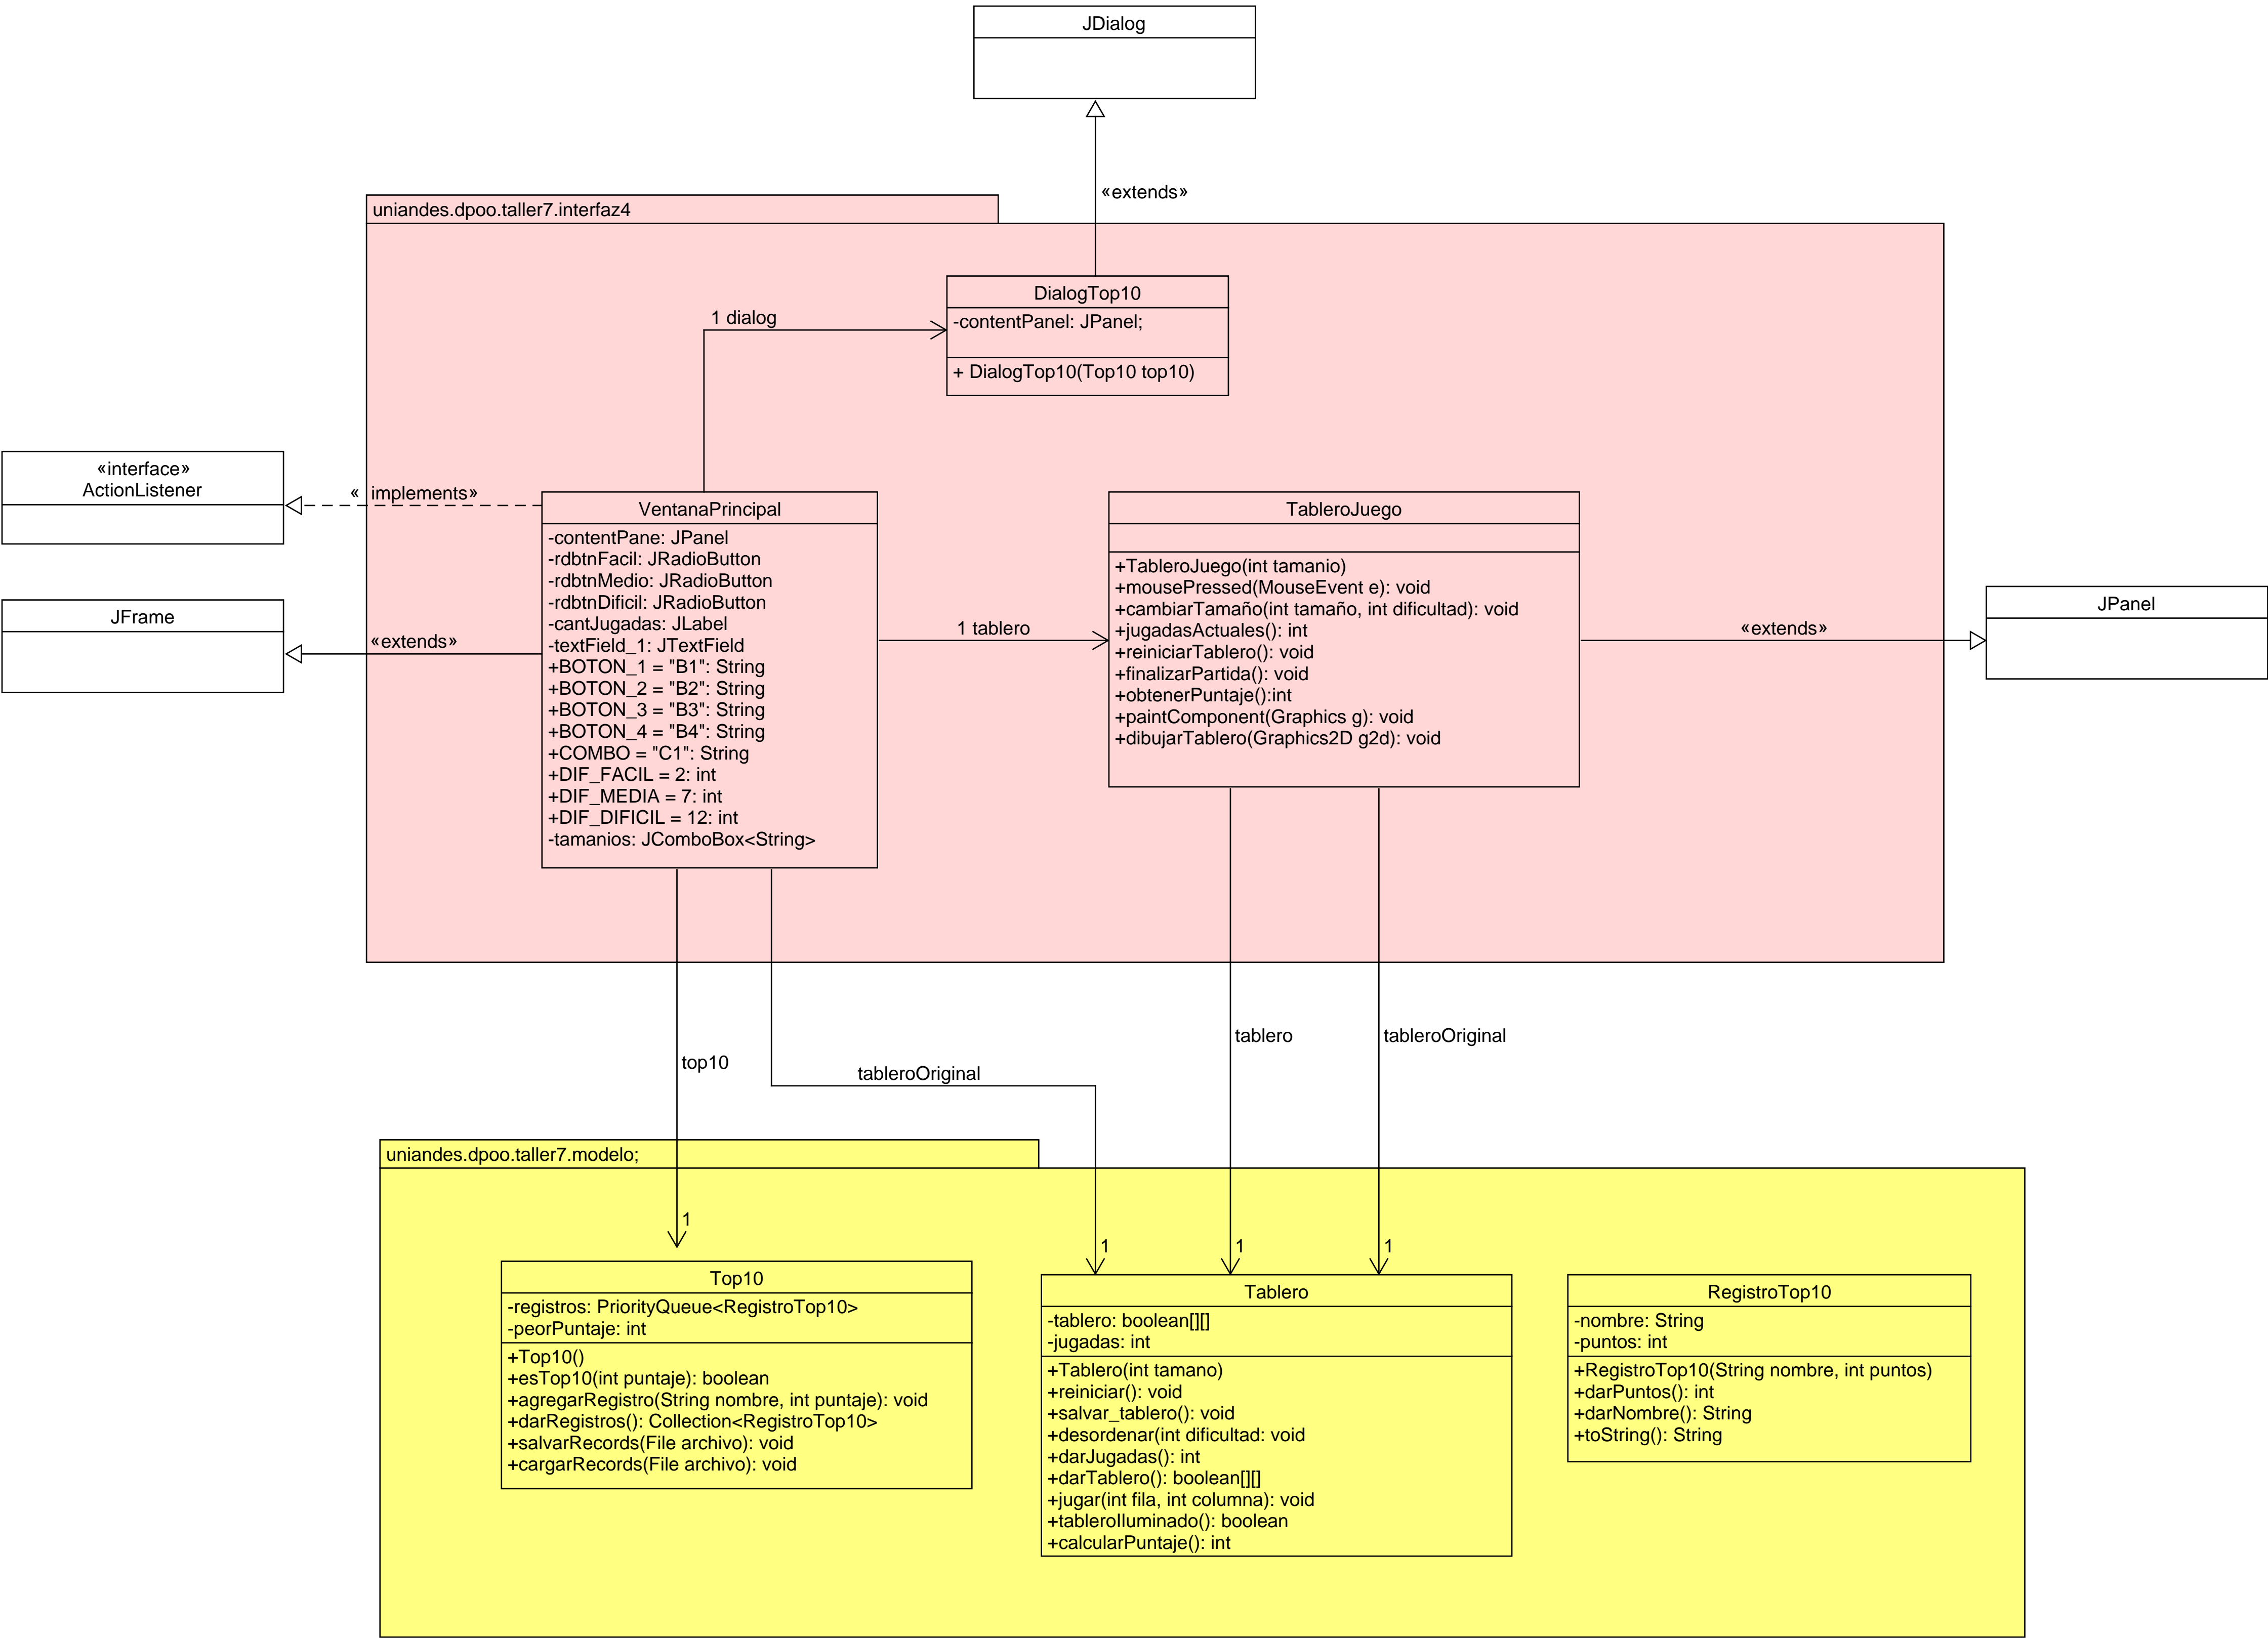 JDialog
«extends»
uniandes.dpoo.taller7.interfaz4
DialogTop10
-contentPanel: JPanel;
+ DialogTop10(Top10 top10)
1 dialog
«interface»
ActionListener
« implements»
JFrame
«extends»
VentanaPrincipal
-contentPane: JPanel
-rdbtnFacil: JRadioButton
-rdbtnMedio: JRadioButton
-rdbtnDificil: JRadioButton
-cantJugadas: JLabel
-textField_1: JTextField
+BOTON_1 = "B1": String
+BOTON_2 = "B2": String
+BOTON_3 = "B3": String
+BOTON_4 = "B4": String
+COMBO = "C1": String
+DIF_FACIL = 2: int
+DIF_MEDIA = 7: int
+DIF_DIFICIL = 12: int
-tamanios: JComboBox<String>
1 tablero
TableroJuego
+TableroJuego(int tamanio)
+mousePressed(MouseEvent e): void
+cambiarTamaño(int tamaño, int dificultad): void
+jugadasActuales(): int
+reiniciarTablero(): void
+finalizarPartida(): void
+obtenerPuntaje():int
+paintComponent(Graphics g): void
+dibujarTablero(Graphics2D g2d): void
«extends»
JPanel
top10
tableroOriginal
tablero
tableroOriginal
uniandes.dpoo.taller7.modelo;
1
1
1
1
Top10
-registros: PriorityQueue<RegistroTop10>
-peorPuntaje: int
+Top10()
+esTop10(int puntaje): boolean
+agregarRegistro(String nombre, int puntaje): void
+darRegistros(): Collection<RegistroTop10>
+salvarRecords(File archivo): void
+cargarRecords(File archivo): void
Tablero
-tablero: boolean[][]
-jugadas: int
+Tablero(int tamano)
+reiniciar(): void
+salvar_tablero(): void
+desordenar(int dificultad: void
+darJugadas(): int
+darTablero(): boolean[][]
+jugar(int fila, int columna): void
+tableroIluminado(): boolean
+calcularPuntaje(): int
RegistroTop10
-nombre: String
-puntos: int
+RegistroTop10(String nombre, int puntos)
+darPuntos(): int
+darNombre(): String
+toString(): String